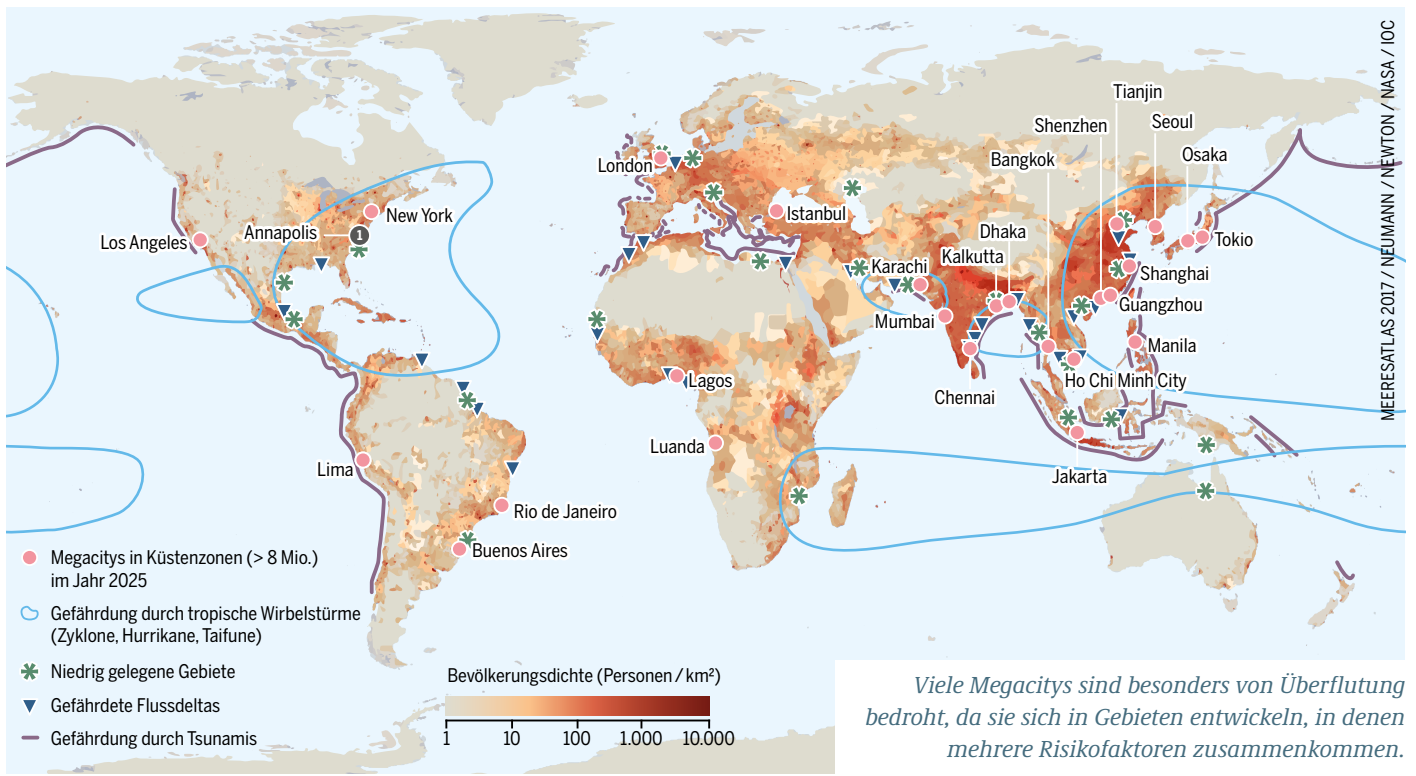 Tianjin
Shenzhen
Seoul
Bangkok
Osaka
London
Istanbul
New York
Annapolis
1
Los Angeles
Dhaka
Kalkutta
Karachi
Tokio
Shanghai
Guangzhou
Mumbai
Manila
Lagos
Ho Chi Minh City
Chennai
Luanda
Lima
Jakarta
Rio de Janeiro
Buenos Aires
Megacitys in Küstenzonen (> 8 Mio.)
im Jahr 2025
Gefährdung durch tropische Wirbelstürme
(Zyklone, Hurrikane, Taifune)
Niedrig gelegene Gebiete
Gefährdete Flussdeltas
Gefährdung durch Tsunamis
Bevölkerungsdichte (Personen / km²)
1 10 100 1.000 10.000
Viele Megacitys sind besonders von Überflutung
bedroht, da sie sich in Gebieten entwickeln, in denen
mehrere Risikofaktoren zusammenkommen.
MEERESATLAS 2017 / NEUMANN / NEWTON / NASA / IOC